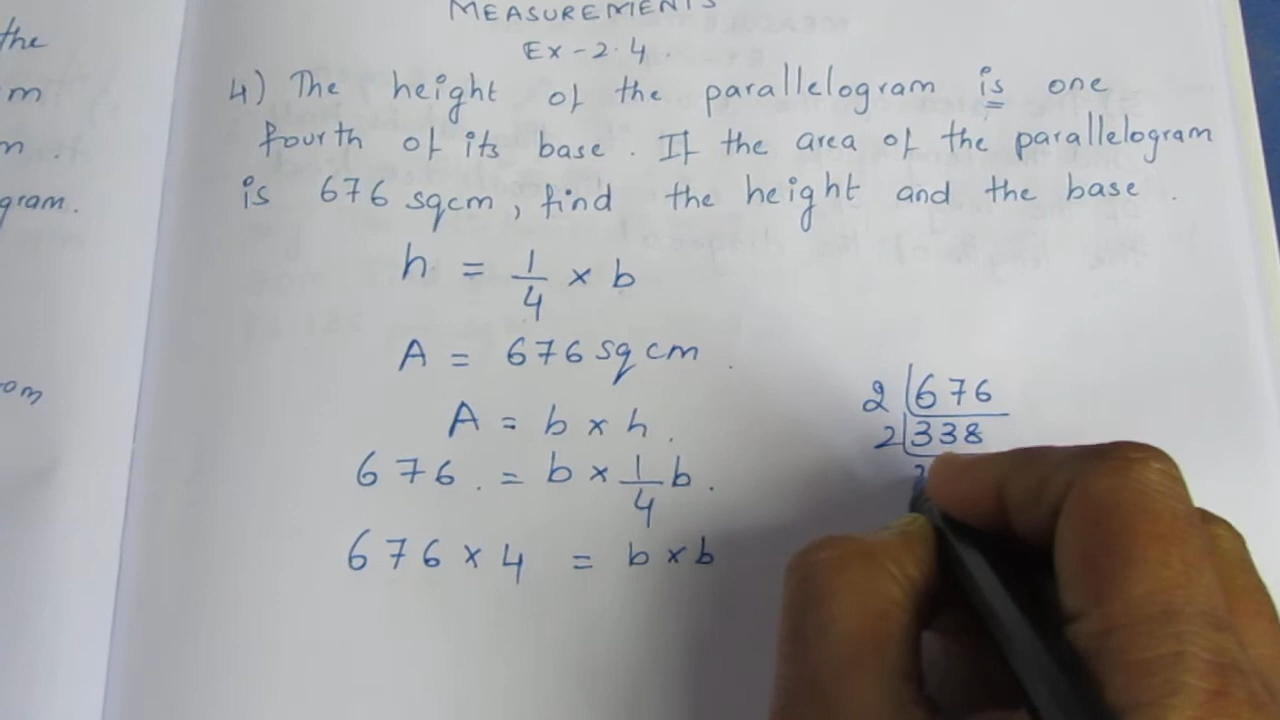 the
m
gram.
MEASUREMENTS
Ex-2.4.
4) The height of the parallelogram is one
fourth of its base. If the area of the parallelogram
is 676 sqcm, find the height and the base.
h = 1/4 × b
A = 676 sq cm.
A = b × h.
676 = b × 1/4 b.
676 × 4 = b × b
2 | 676
2 | 338